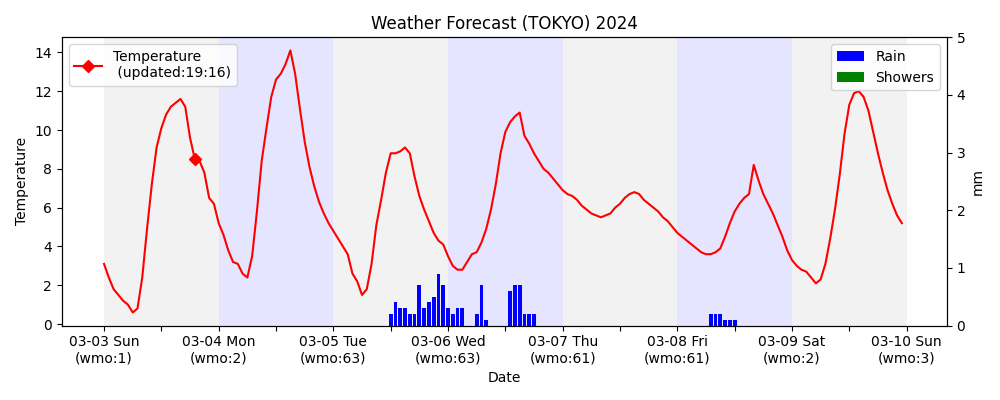 Weather Forecast (TOKYO) 2024
Temperature
(updated:19:16)
Rain
Showers
Temperature
14
12
10
8
6
4
2
0
5
4
3
2
1
0
mm
03-03 Sun
(wmo:1)
03-04 Mon
(wmo:2)
03-05 Tue
(wmo:63)
03-06 Wed
(wmo:63)
03-07 Thu
(wmo:61)
03-08 Fri
(wmo:61)
03-09 Sat
(wmo:2)
03-10 Sun
(wmo:3)
Date